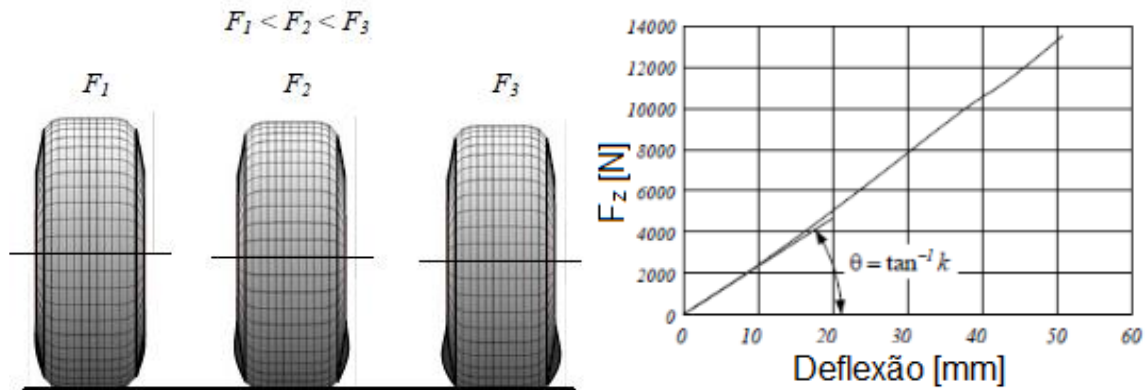 F₁ < F₂ < F₃
F₁ F₂ F₃
F_z [N]
14000
12000
10000
8000
6000
4000
2000
0
θ = tan⁻¹ k
0 10 20 30 40 50 60
Deflexão [mm]